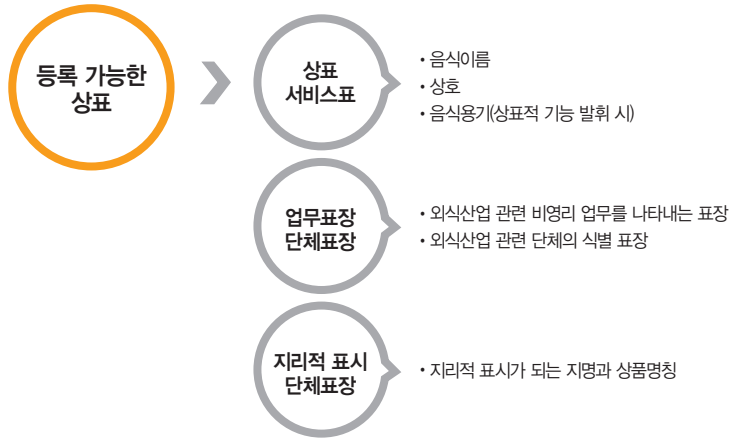 등록 가능한
상표
상표
서비스표
• 음식이름
• 상호
• 음식용기(상표적 기능 발휘 시)
업무표장
단체표장
• 외식산업 관련 비영리 업무를 나타내는 표장
• 외식산업 관련 단체의 식별 표장
지리적 표시
단체표장
• 지리적 표시가 되는 지명과 상품명칭